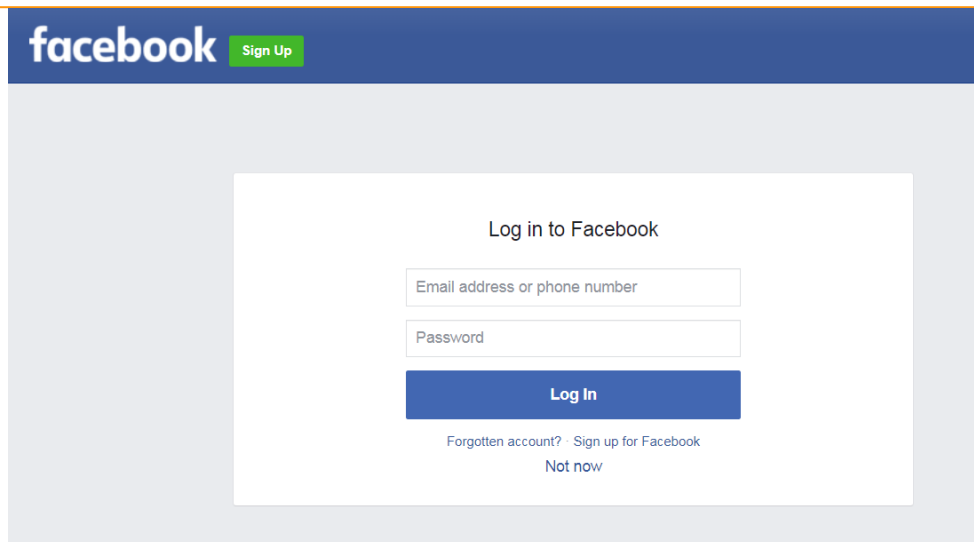 facebook Sign Up
Log in to Facebook
Email address or phone number
Password
Log In
Forgotten account? · Sign up for Facebook
Not now